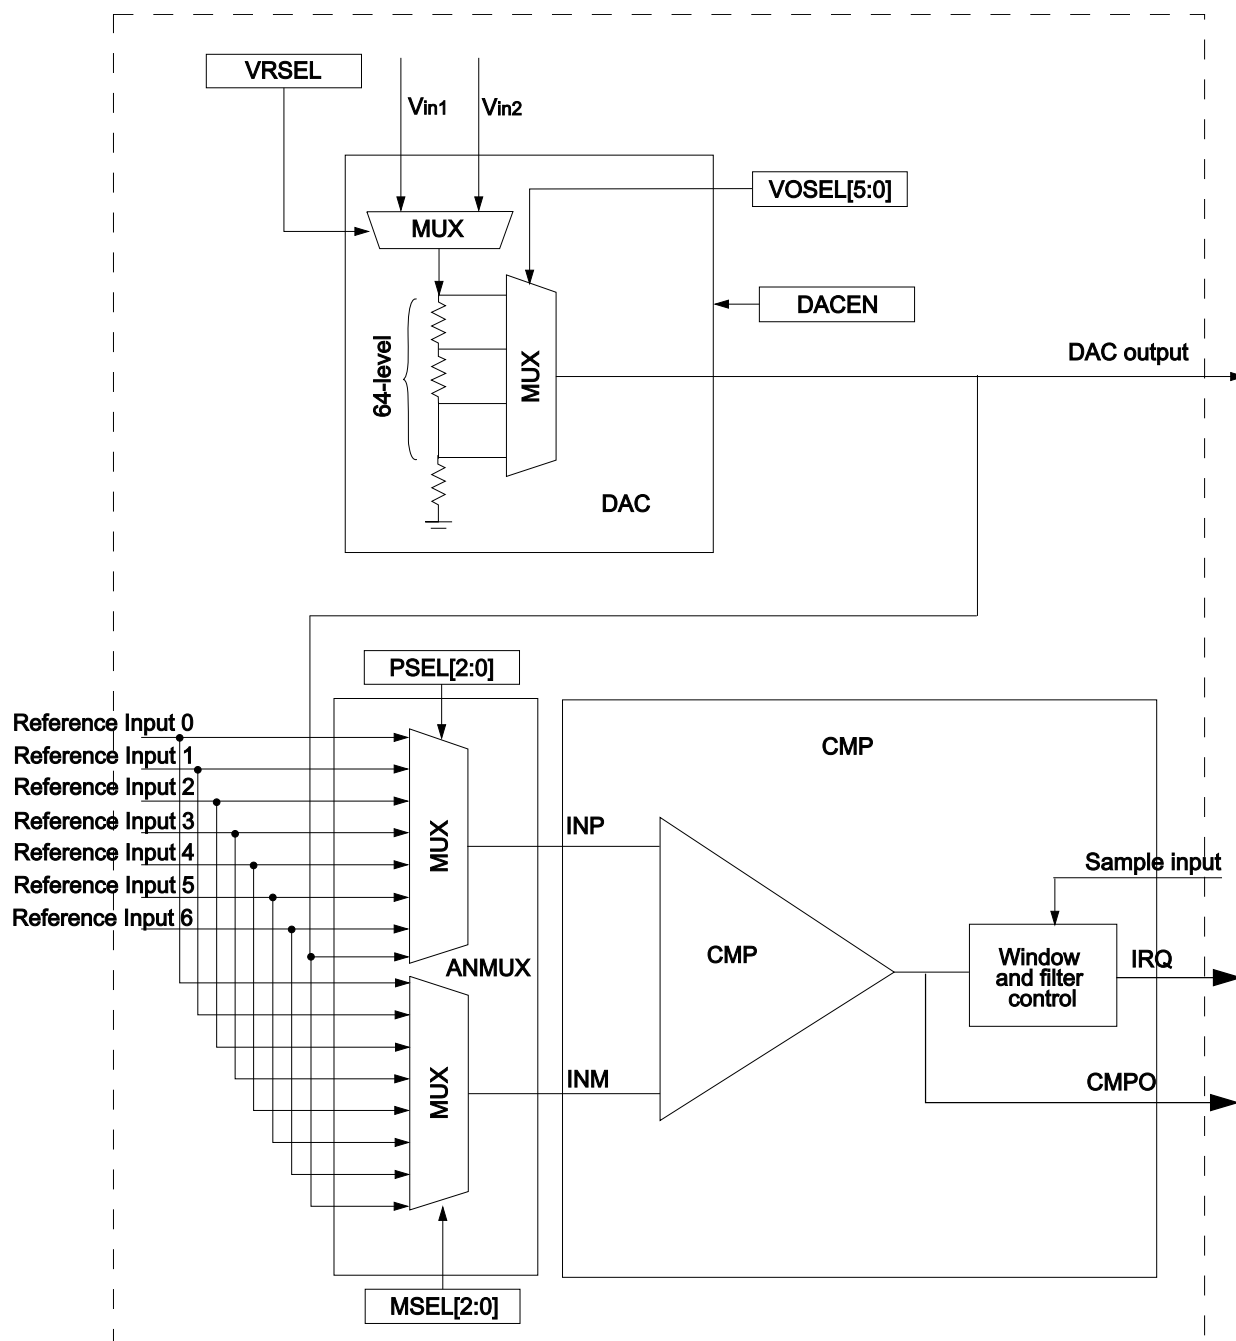 VRSEL
Vin1
Vin2
VOSEL[5:0]
MUX
DACEN
64-level
MUX
DAC output
DAC
PSEL[2:0]
Reference Input 0
Reference Input 1
Reference Input 2
Reference Input 3
Reference Input 4
Reference Input 5
Reference Input 6
MUX
ANMUX
MUX
MSEL[2:0]
INP
INM
CMP
CMP
Sample input
Window
and filter
control
IRQ
CMPO